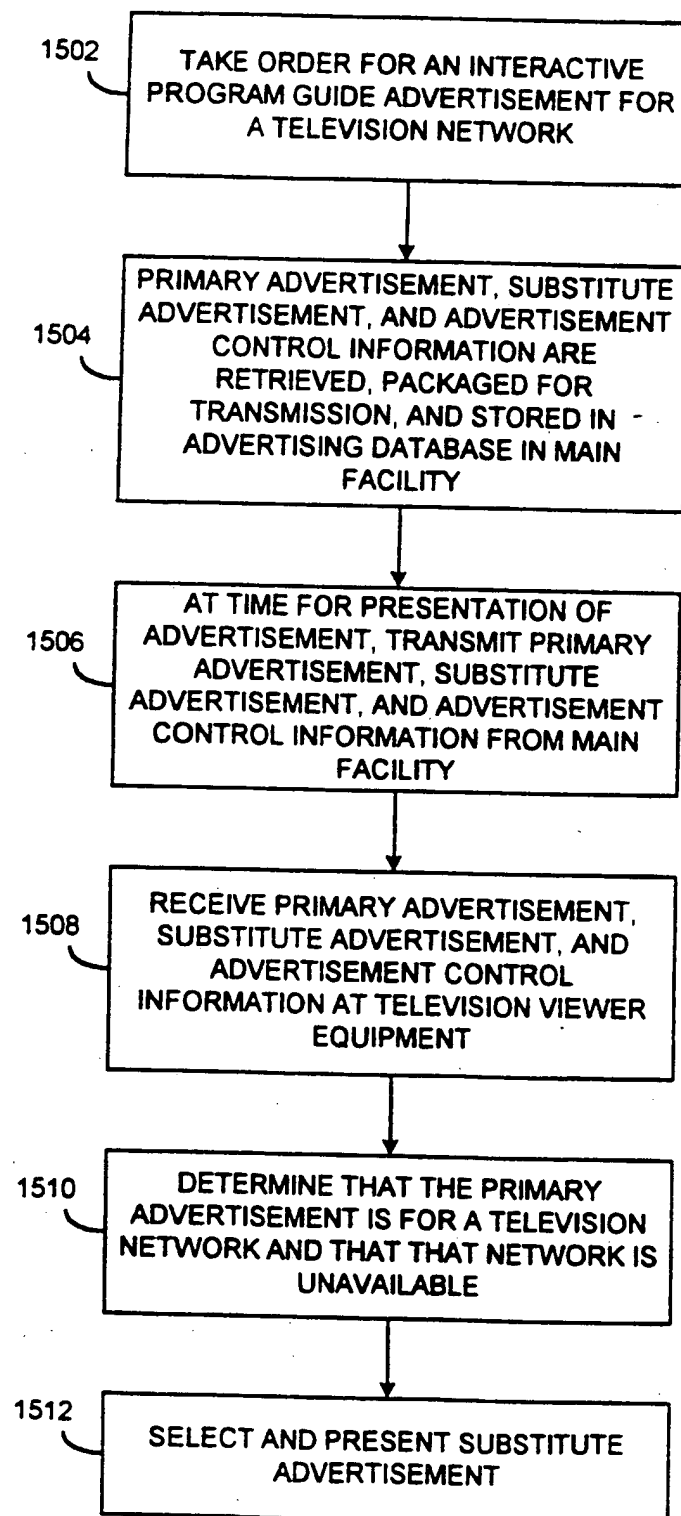 1502
TAKE ORDER FOR AN INTERACTIVE
PROGRAM GUIDE ADVERTISEMENT FOR
A TELEVISION NETWORK
1504
PRIMARY ADVERTISEMENT, SUBSTITUTE
ADVERTISEMENT, AND ADVERTISEMENT
CONTROL INFORMATION ARE
RETRIEVED, PACKAGED FOR
TRANSMISSION, AND STORED IN
ADVERTISING DATABASE IN MAIN
FACILITY
1506
AT TIME FOR PRESENTATION OF
ADVERTISEMENT, TRANSMIT PRIMARY
ADVERTISEMENT, SUBSTITUTE
ADVERTISEMENT, AND ADVERTISEMENT
CONTROL INFORMATION FROM MAIN
FACILITY
1508
RECEIVE PRIMARY ADVERTISEMENT,
SUBSTITUTE ADVERTISEMENT, AND
ADVERTISEMENT CONTROL
INFORMATION AT TELEVISION VIEWER
EQUIPMENT
1510
DETERMINE THAT THE PRIMARY
ADVERTISEMENT IS FOR A TELEVISION
NETWORK AND THAT THAT NETWORK IS
UNAVAILABLE
1512
SELECT AND PRESENT SUBSTITUTE
ADVERTISEMENT